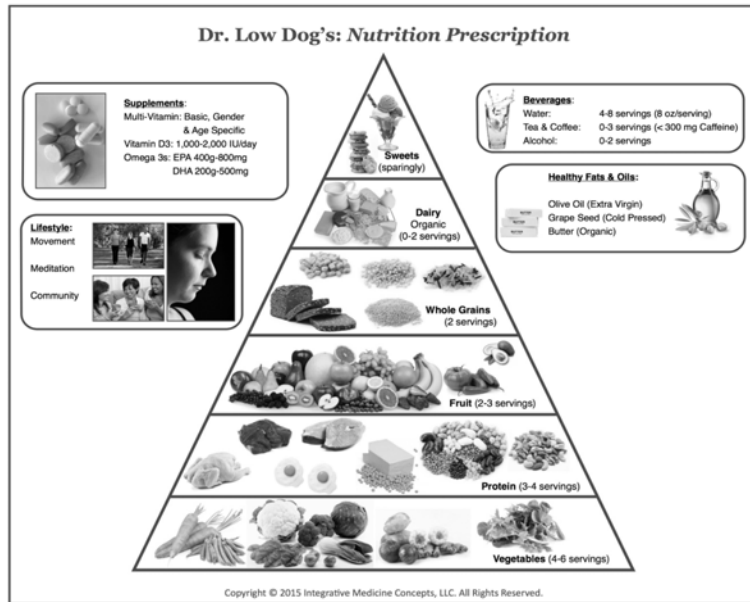 Dr. Low Dog's: Nutrition Prescription
Supplements:
Multi-Vitamin: Basic, Gender
& Age Specific
Vitamin D3: 1,000-2,000 IU/day
Omega 3s: EPA 400g-800mg
DHA 200g-500mg
Beverages:
Water: 4-8 servings (8 oz/serving)
Tea & Coffee: 0-3 servings (< 300 mg Caffeine)
Alcohol: 0-2 servings
Healthy Fats & Oils:
Olive Oil (Extra Virgin)
Grape Seed (Cold Pressed)
Butter (Organic)
Lifestyle:
Movement
Meditation
Community
Sweets
(sparingly)
Dairy
Organic
(0-2 servings)
Whole Grains
(2 servings)
Fruit (2-3 servings)
Protein (3-4 servings)
Vegetables (4-6 servings)
Copyright © 2015 Integrative Medicine Concepts, LLC. All Rights Reserved.